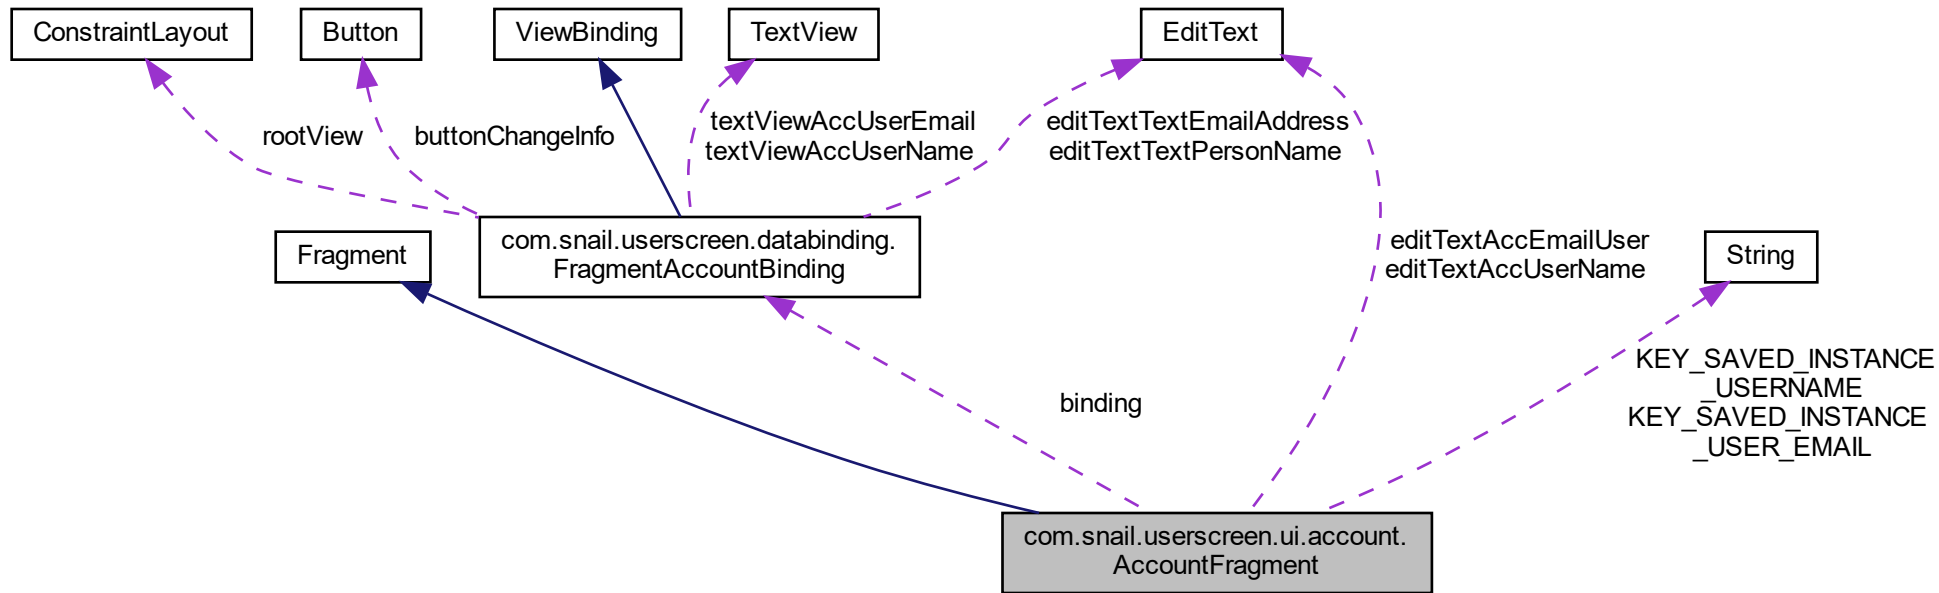 ConstraintLayout
Button
ViewBinding
TextView
EditText
rootView
buttonChangeInfo
textViewAccUserEmail
textViewAccUserName
editTextTextEmailAddress
editTextTextPersonName
Fragment
com.snail.userscreen.databinding.
FragmentAccountBinding
editTextAccEmailUser
editTextAccUserName
String
binding
KEY_SAVED_INSTANCE
_USERNAME
KEY_SAVED_INSTANCE
_USER_EMAIL
com.snail.userscreen.ui.account.
AccountFragment